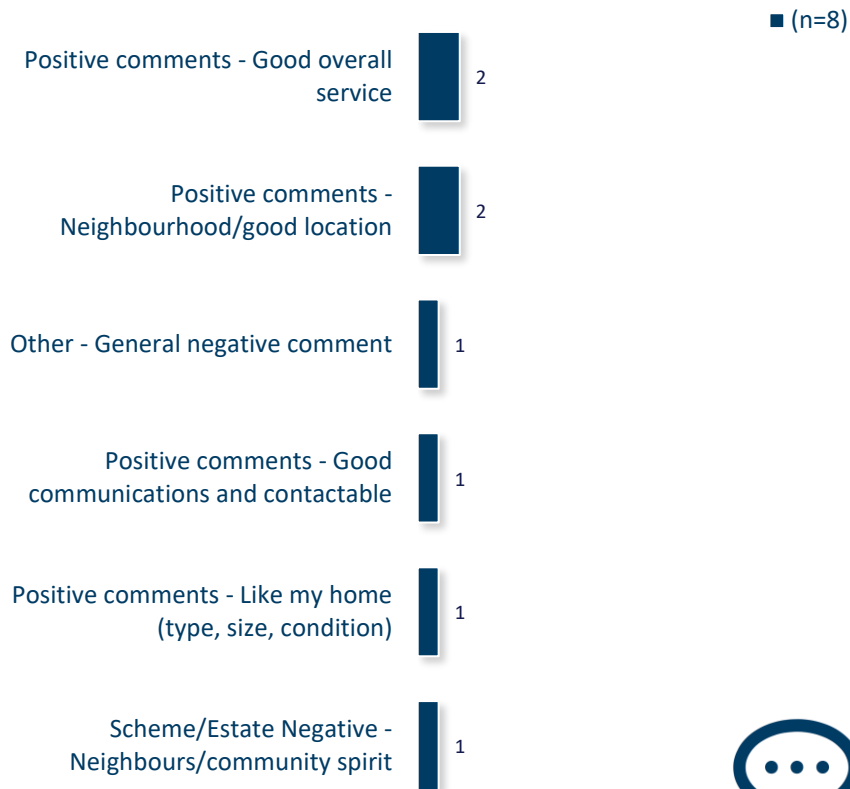 ■ (n=8)
Positive comments - Good overall
service
2
Positive comments -
Neighbourhood/good location
2
Other - General negative comment
1
Positive comments - Good
communications and contactable
1
Positive comments - Like my home
(type, size, condition)
1
Scheme/Estate Negative -
Neighbours/community spirit
1